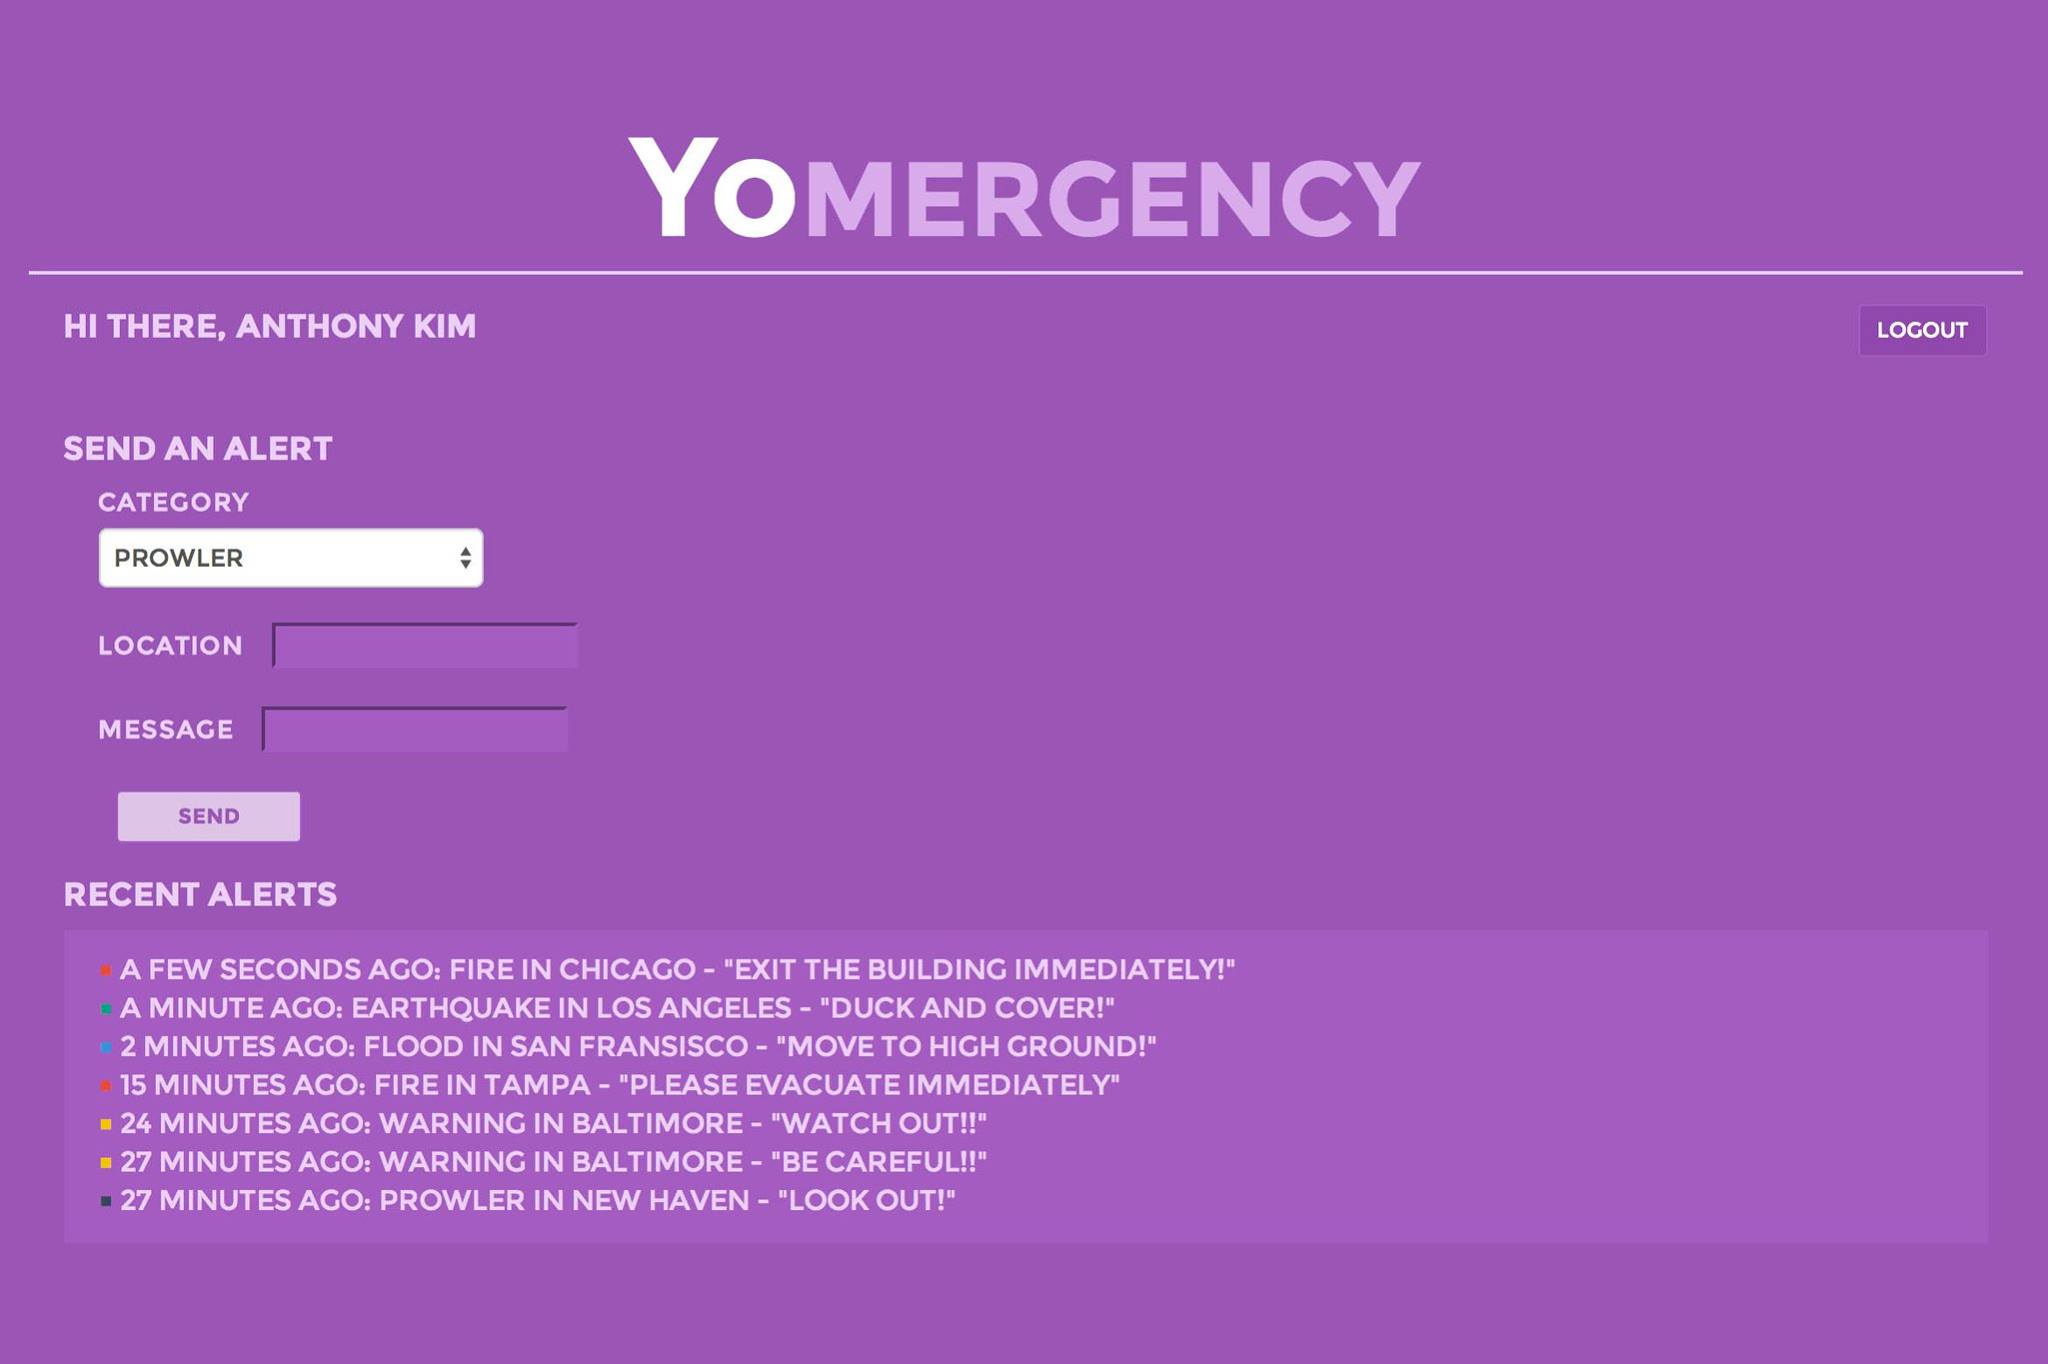 YOMERGENCY
HI THERE, ANTHONY KIM
LOGOUT
SEND AN ALERT
CATEGORY
PROWLER
LOCATION
MESSAGE
SEND
RECENT ALERTS
A FEW SECONDS AGO: FIRE IN CHICAGO - "EXIT THE BUILDING IMMEDIATELY!"
A MINUTE AGO: EARTHQUAKE IN LOS ANGELES - "DUCK AND COVER!"
2 MINUTES AGO: FLOOD IN SAN FRANSISCO - "MOVE TO HIGH GROUND!"
15 MINUTES AGO: FIRE IN TAMPA - "PLEASE EVACUATE IMMEDIATELY"
24 MINUTES AGO: WARNING IN BALTIMORE - "WATCH OUT!!"
27 MINUTES AGO: WARNING IN BALTIMORE - "BE CAREFUL!!"
27 MINUTES AGO: PROWLER IN NEW HAVEN - "LOOK OUT!"